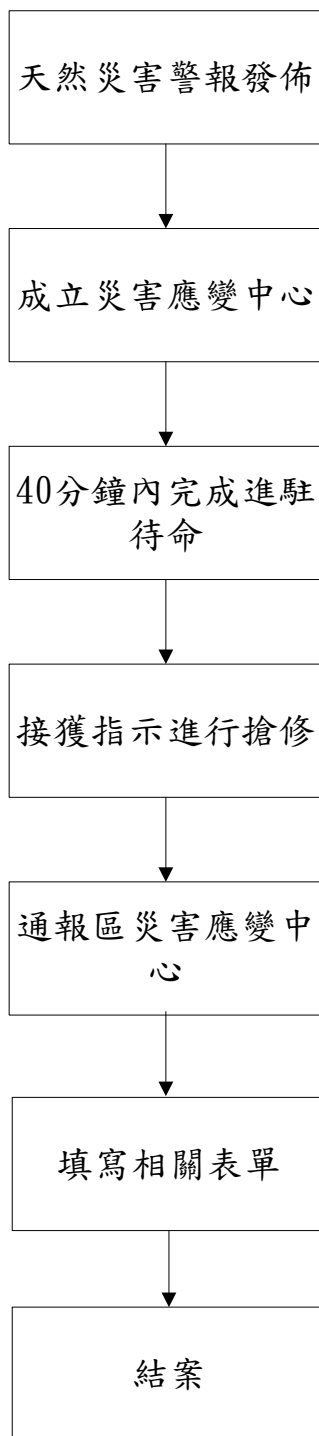 天然災害警報發佈
成立災害應變中心
40分鐘內完成進駐
待命
接獲指示進行搶修
通報區災害應變中
心
填寫相關表單
結案